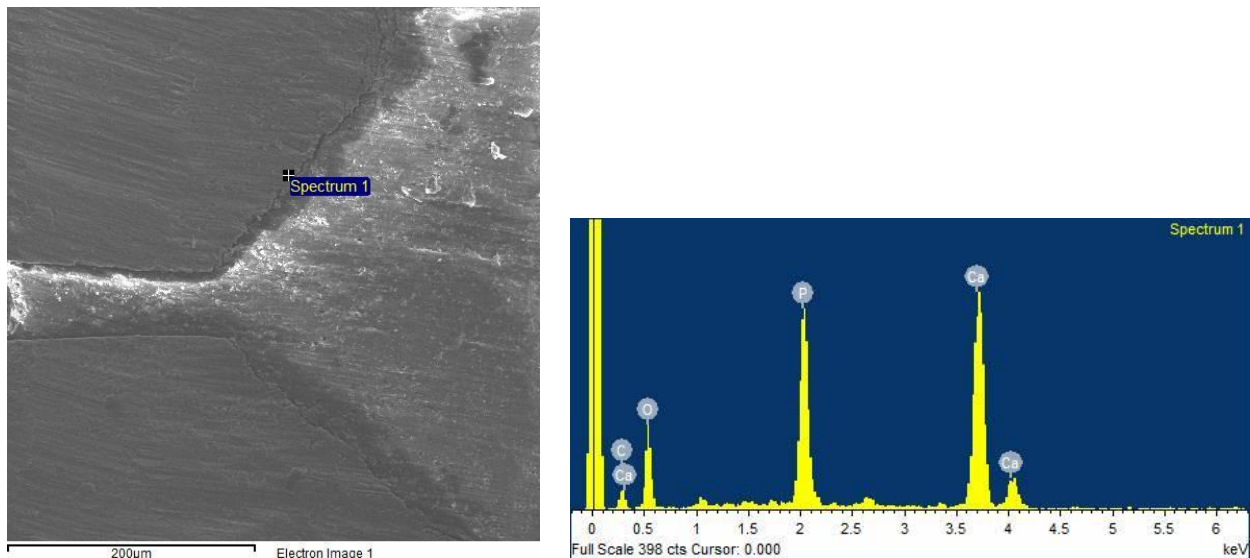 Spectrum 1
200um
Electron Image 1
Spectrum 1
Ca
P
O
C
Ca
Ca
0 0.5 1 1.5 2 2.5 3 3.5 4 4.5 5 5.5 6
Full Scale 398 cts Cursor: 0.000 keV